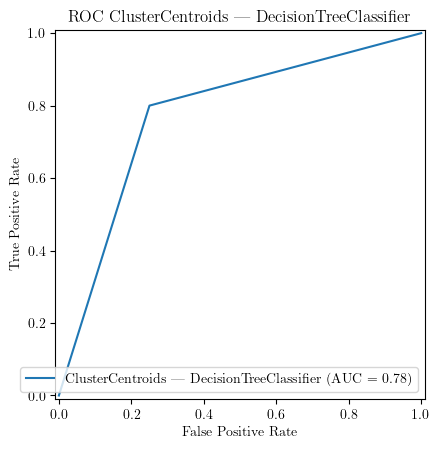 ROC ClusterCentroids — DecisionTreeClassifier
1.0
0.8
0.6
0.4
0.2
0.0
True Positive Rate
ClusterCentroids — DecisionTreeClassifier (AUC = 0.78)
0.0 0.2 0.4 0.6 0.8 1.0
False Positive Rate